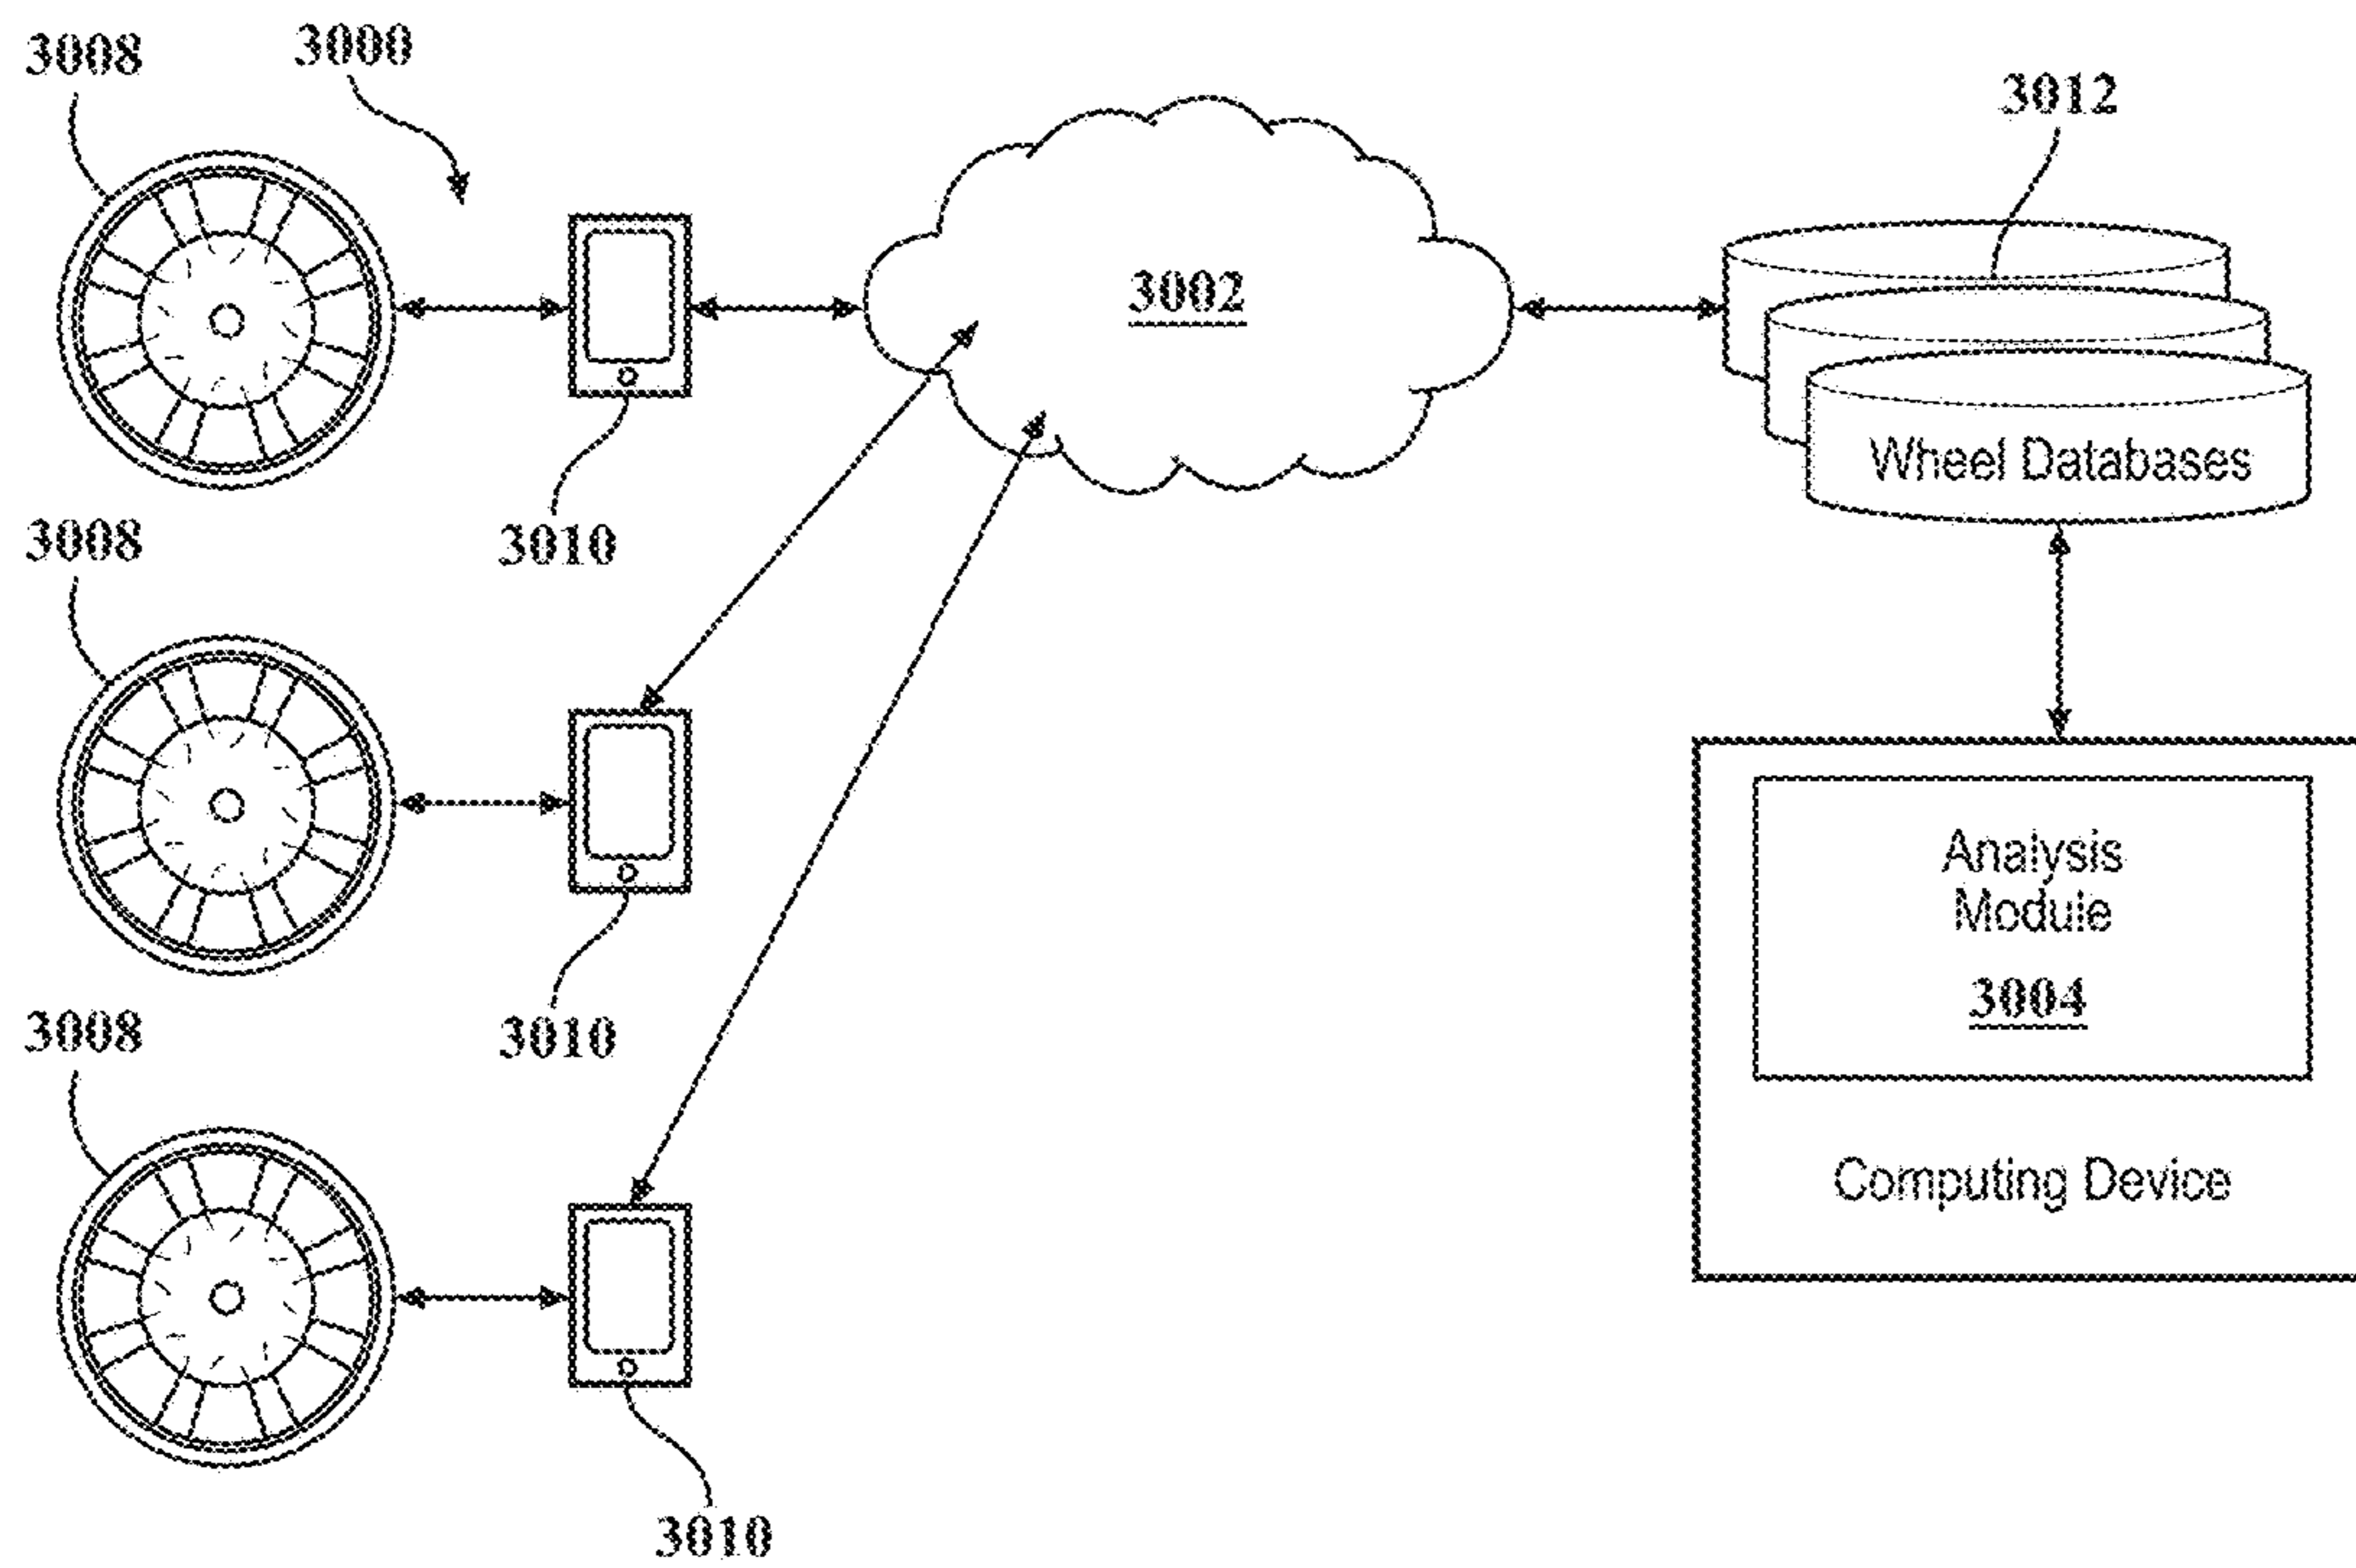 3008
3000
3012
3002
3010
Wheel Databases
3008
Analysis
Module
3004
3010
3008
Computing Device
3010